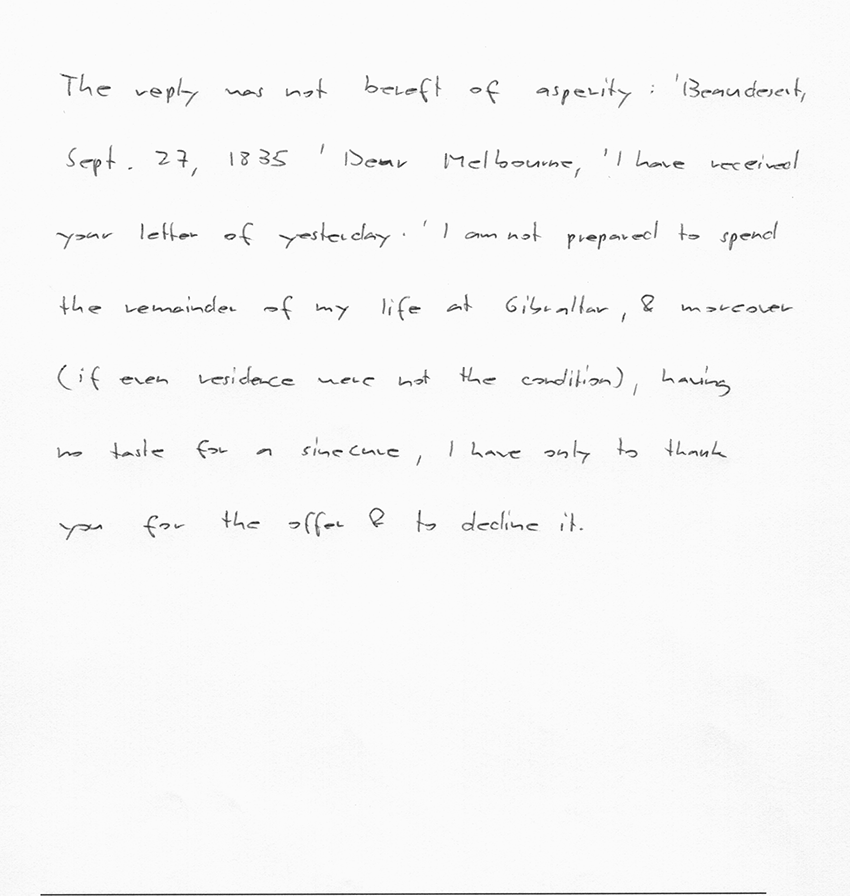 The reply was not bereft of asperity : 'Beaudesert,
Sept. 27, 1835 ' Dear Melbourne, 'I have received
your letter of yesterday. 'I am not prepared to spend
the remainder of my life at Gibraltar, & moreover
(if even residence were not the condition), having
no taste for a sinecure, I have only to thank
you for the offer & to decline it.